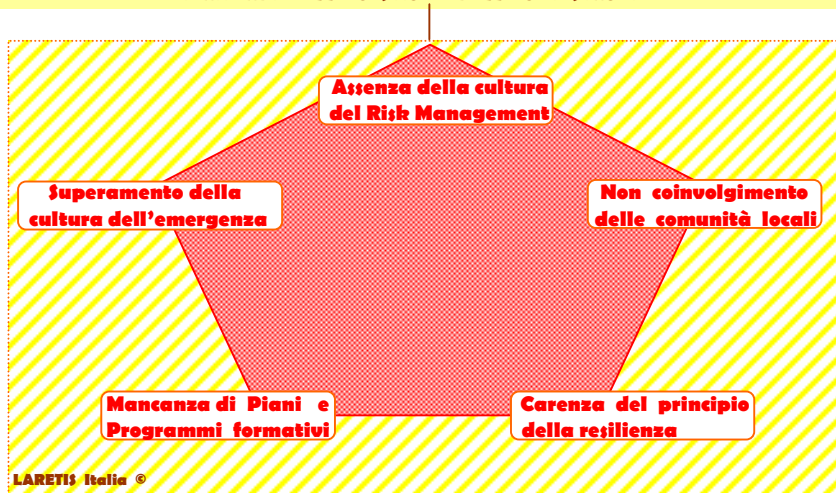 Assenza della cultura
del Risk Management
Superamento della
cultura dell'emergenza
Non coinvolgimento
delle comunità locali
Mancanza di Piani e
Programmi formativi
Carenza del principio
della resilienza
LARETIS Italia ©